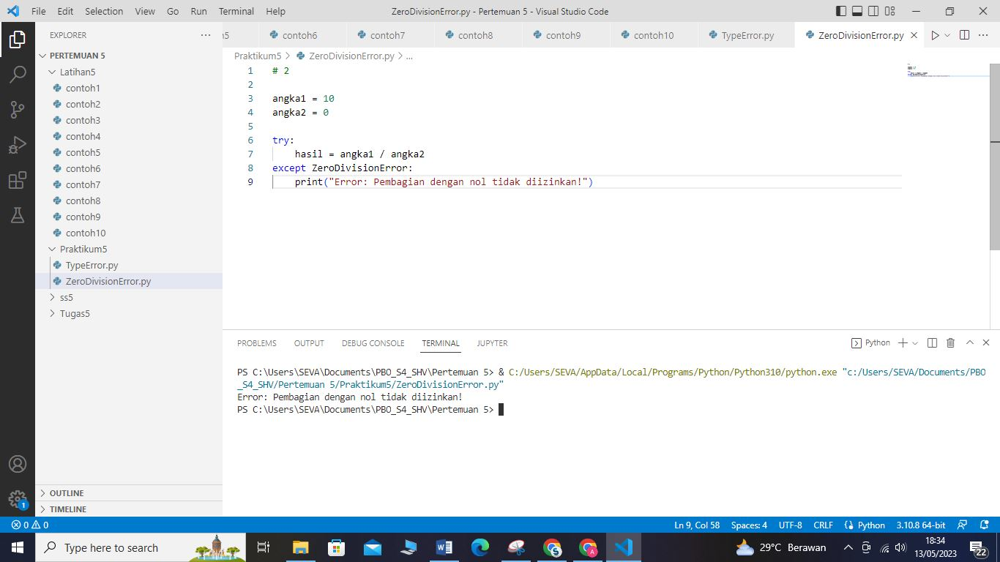 File Edit Selection View Go Run Terminal Help ZeroDivisionError.py - Pertemuan 5 - Visual Studio Code
EXPLORER
contoh6 contoh7 contoh8 contoh9 contoh10 TypeError.py ZeroDivisionError.py
PERTEMUAN 5
Latihan5
contoh1
contoh2
contoh3
contoh4
contoh5
contoh6
contoh7
contoh8
contoh9
contoh10
Praktikum5
TypeError.py
ZeroDivisionError.py
ss5
Tugas5
OUTLINE
TIMELINE
Praktikum5 > ZeroDivisionError.py > ...
1 # 2
2
3 angka1 = 10
4 angka2 = 0
5
6 try:
7     hasil = angka1 / angka2
8 except ZeroDivisionError:
9     print("Error: Pembagian dengan nol tidak diizinkan!")
PROBLEMS OUTPUT DEBUG CONSOLE TERMINAL JUPYTER
Python
PS C:\Users\SEVA\Documents\PBO_S4_SHV\Pertemuan 5> & C:/Users/SEVA/AppData/Local/Programs/Python/Python310/python.exe "c:/Users/SEVA/Documents/PBO
_S4_SHV/Pertemuan 5/Praktikum5/ZeroDivisionError.py"
Error: Pembagian dengan nol tidak diizinkan!
PS C:\Users\SEVA\Documents\PBO_S4_SHV\Pertemuan 5>
1
0 0 Ln 9, Col 58 Spaces: 4 UTF-8 CRLF Python 3.10.8 64-bit
Type here to search
29°C Berawan
18:34
13/05/2023
22